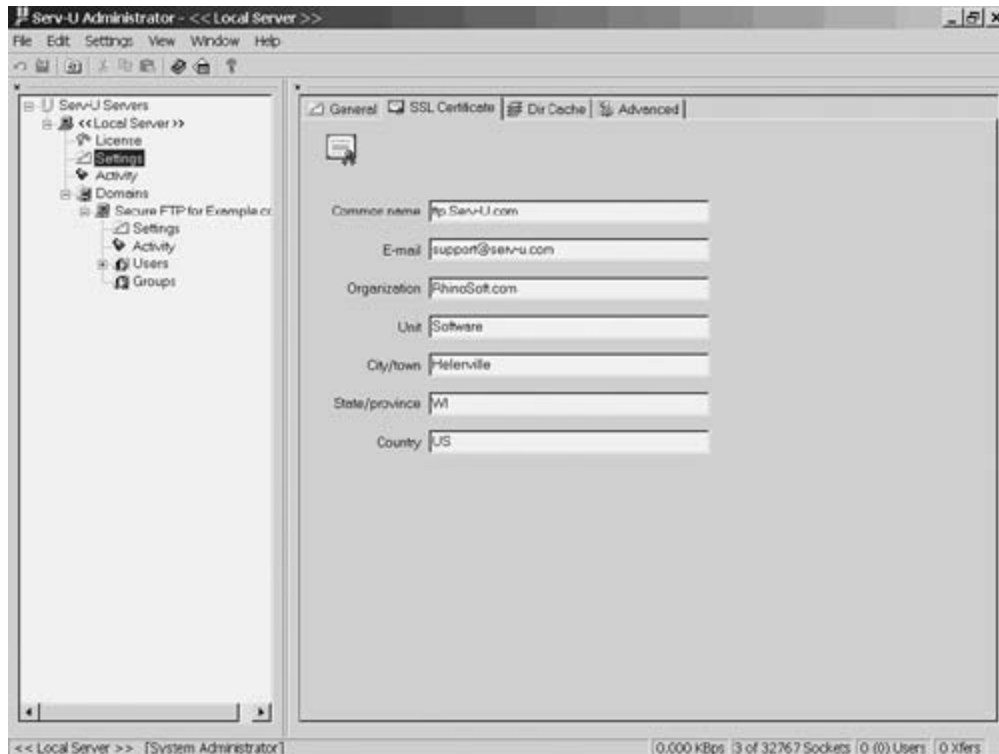 Serv-U Administrator - << Local Server >>
File Edit Settings View Window Help
Serv-U Servers
<<Local Server>>
License
Settings
Activity
Domains
Secure FTP for Example.cc
Settings
Activity
Users
Groups
General SSL Certificate Dir Cache Advanced
Common name ftp.Serv-U.com
E-mail support@serv-u.com
Organization RhinoSoft.com
Unit Software
City/town Helenville
State/province WI
Country US
<< Local Server >> [System Administrator] 0.000 KBps 3 of 32767 Sockets 0 (0) Users 0 Xfers